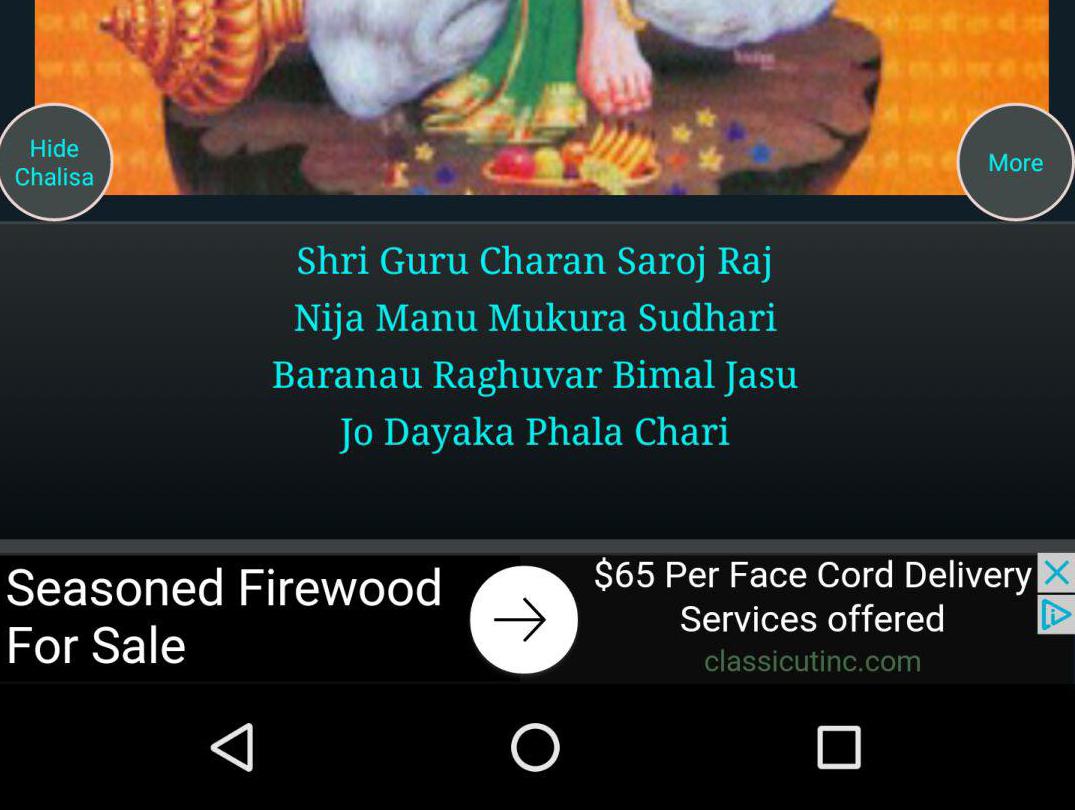 Hide
Chalisa
More
Shri Guru Charan Saroj Raj
Nija Manu Mukura Sudhari
Baranau Raghuvar Bimal Jasu
Jo Dayaka Phala Chari
Seasoned Firewood
For Sale
$65 Per Face Cord Delivery
Services offered
classicutinc.com